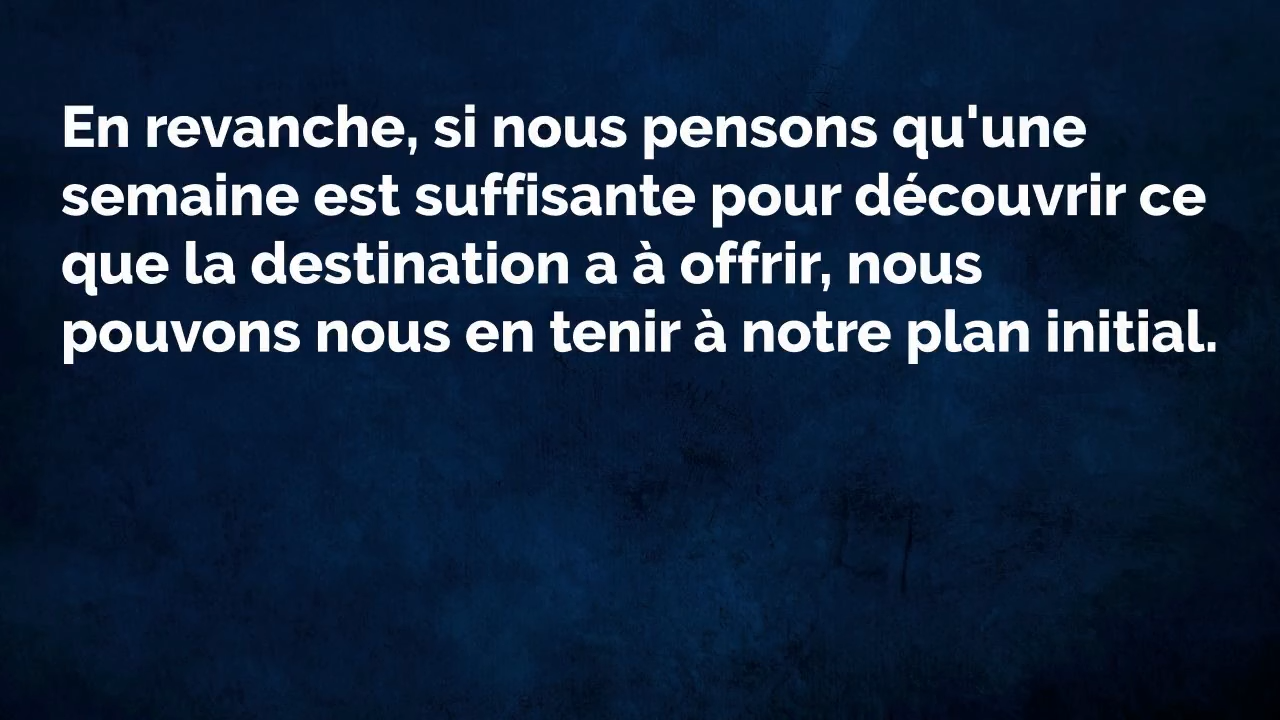 En revanche, si nous pensons qu'une
semaine est suffisante pour découvrir ce
que la destination a à offrir, nous
pouvons nous en tenir à notre plan initial.